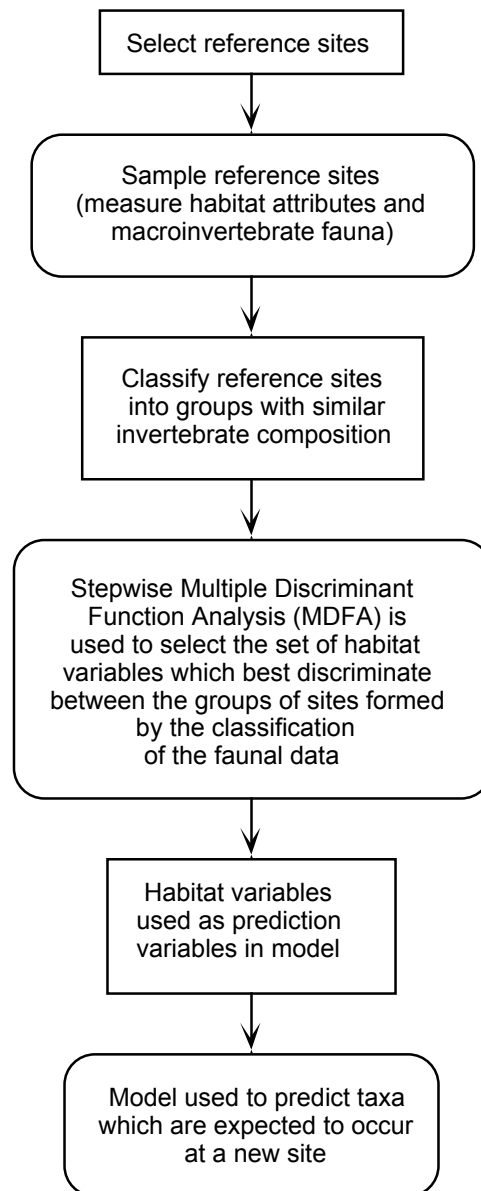 Select reference sites
Sample reference sites
(measure habitat attributes and
macroinvertebrate fauna)
Classify reference sites
into groups with similar
invertebrate composition
Stepwise Multiple Discriminant
Function Analysis (MDFA) is
used to select the set of habitat
variables which best discriminate
between the groups of sites formed
by the classification
of the faunal data
Habitat variables
used as prediction
variables in model
Model used to predict taxa
which are expected to occur
at a new site